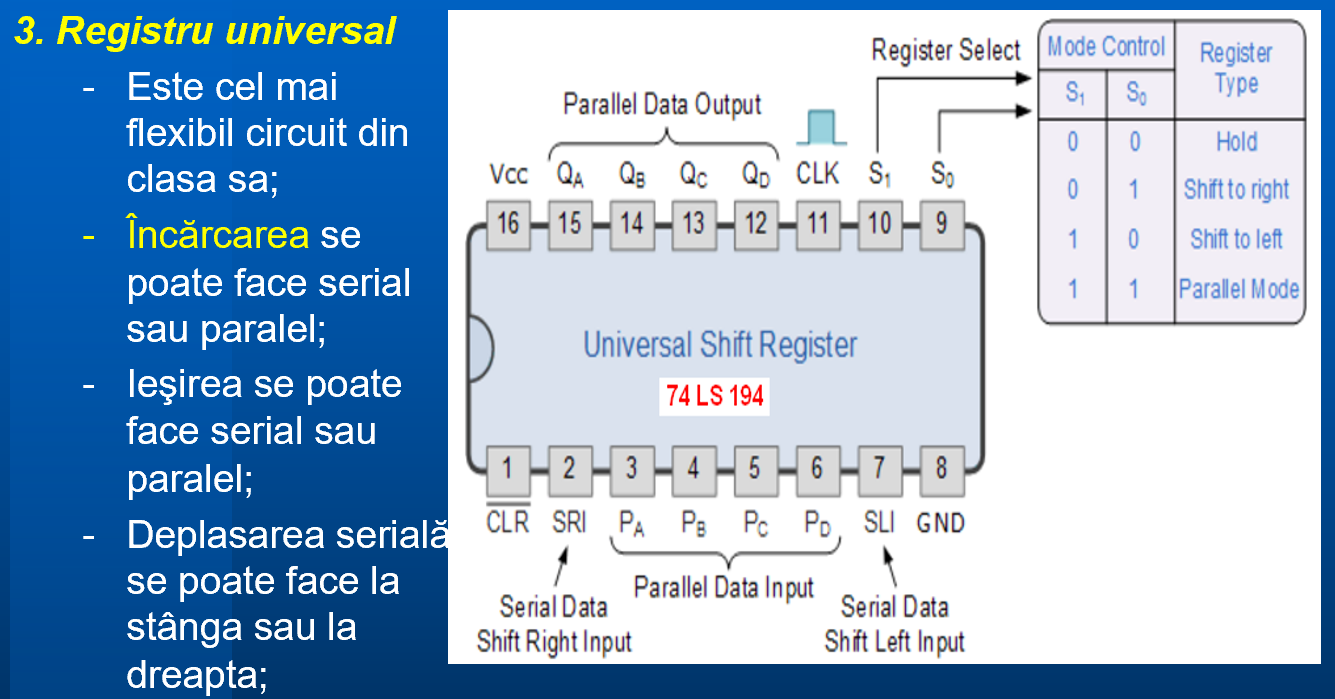 3. Registru universal
- Este cel mai
flexibil circuit din
clasa sa;
- Încărcarea se
poate face serial
sau paralel;
- Ieşirea se poate
face serial sau
paralel;
- Deplasarea serială
se poate face la
stânga sau la
dreapta;
Register Select
Parallel Data Output
Vcc QA QB QC QD CLK S1 S0
16 15 14 13 12 11 10 9
Universal Shift Register
74 LS 194
1 2 3 4 5 6 7 8
CLR SRI PA PB PC PD SLI GND
Parallel Data Input
Serial Data
Shift Right Input
Serial Data
Shift Left Input
Mode Control
Register
Type
S1 S0
0 0 Hold
0 1 Shift to right
1 0 Shift to left
1 1 Parallel Mode